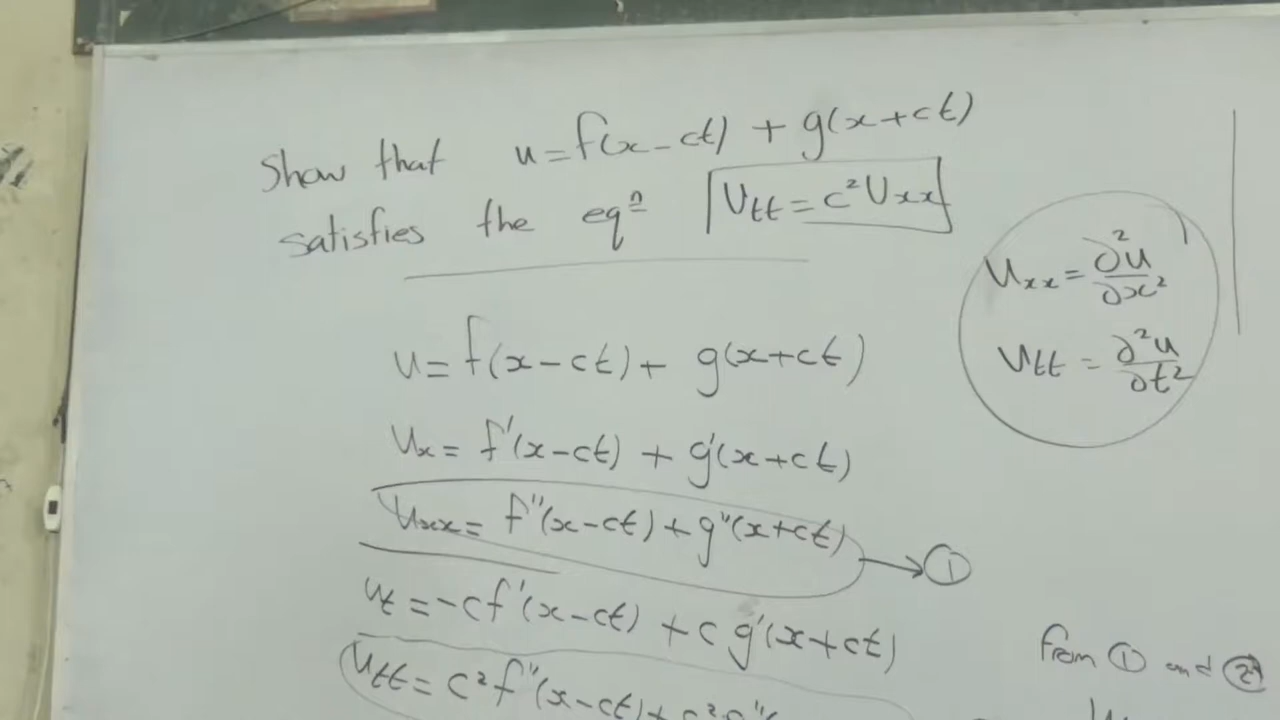 Show that u=f(x-ct) + g(x+ct)
satisfies the eqⁿ Utt = c²Uxx
Uxx = ∂²u/∂x²
Utt = ∂²u/∂t²
u= f(x-ct) + g(x+ct)
Ux = f'(x-ct) + g'(x+ct)
Uxx = f''(x-ct) + g''(x+ct) → ①
Ut = -cf'(x-ct) + c g'(x+ct)
Utt = c²f''(x-ct) + c²g''(
from ① and ②